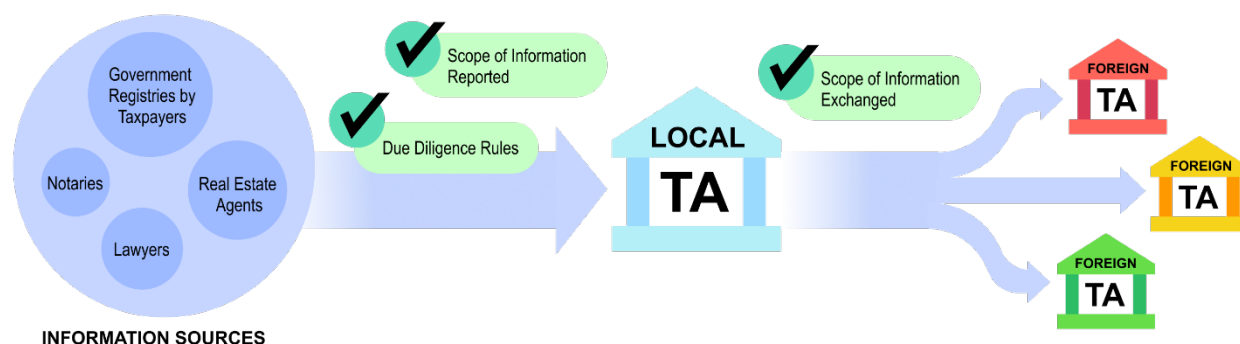 Government
Registries by
Taxpayers
Notaries
Real Estate
Agents
Lawyers
INFORMATION SOURCES
Scope of Information
Reported
Due Diligence Rules
LOCAL
TA
Scope of Information
Exchanged
FOREIGN
TA
FOREIGN
TA
FOREIGN
TA